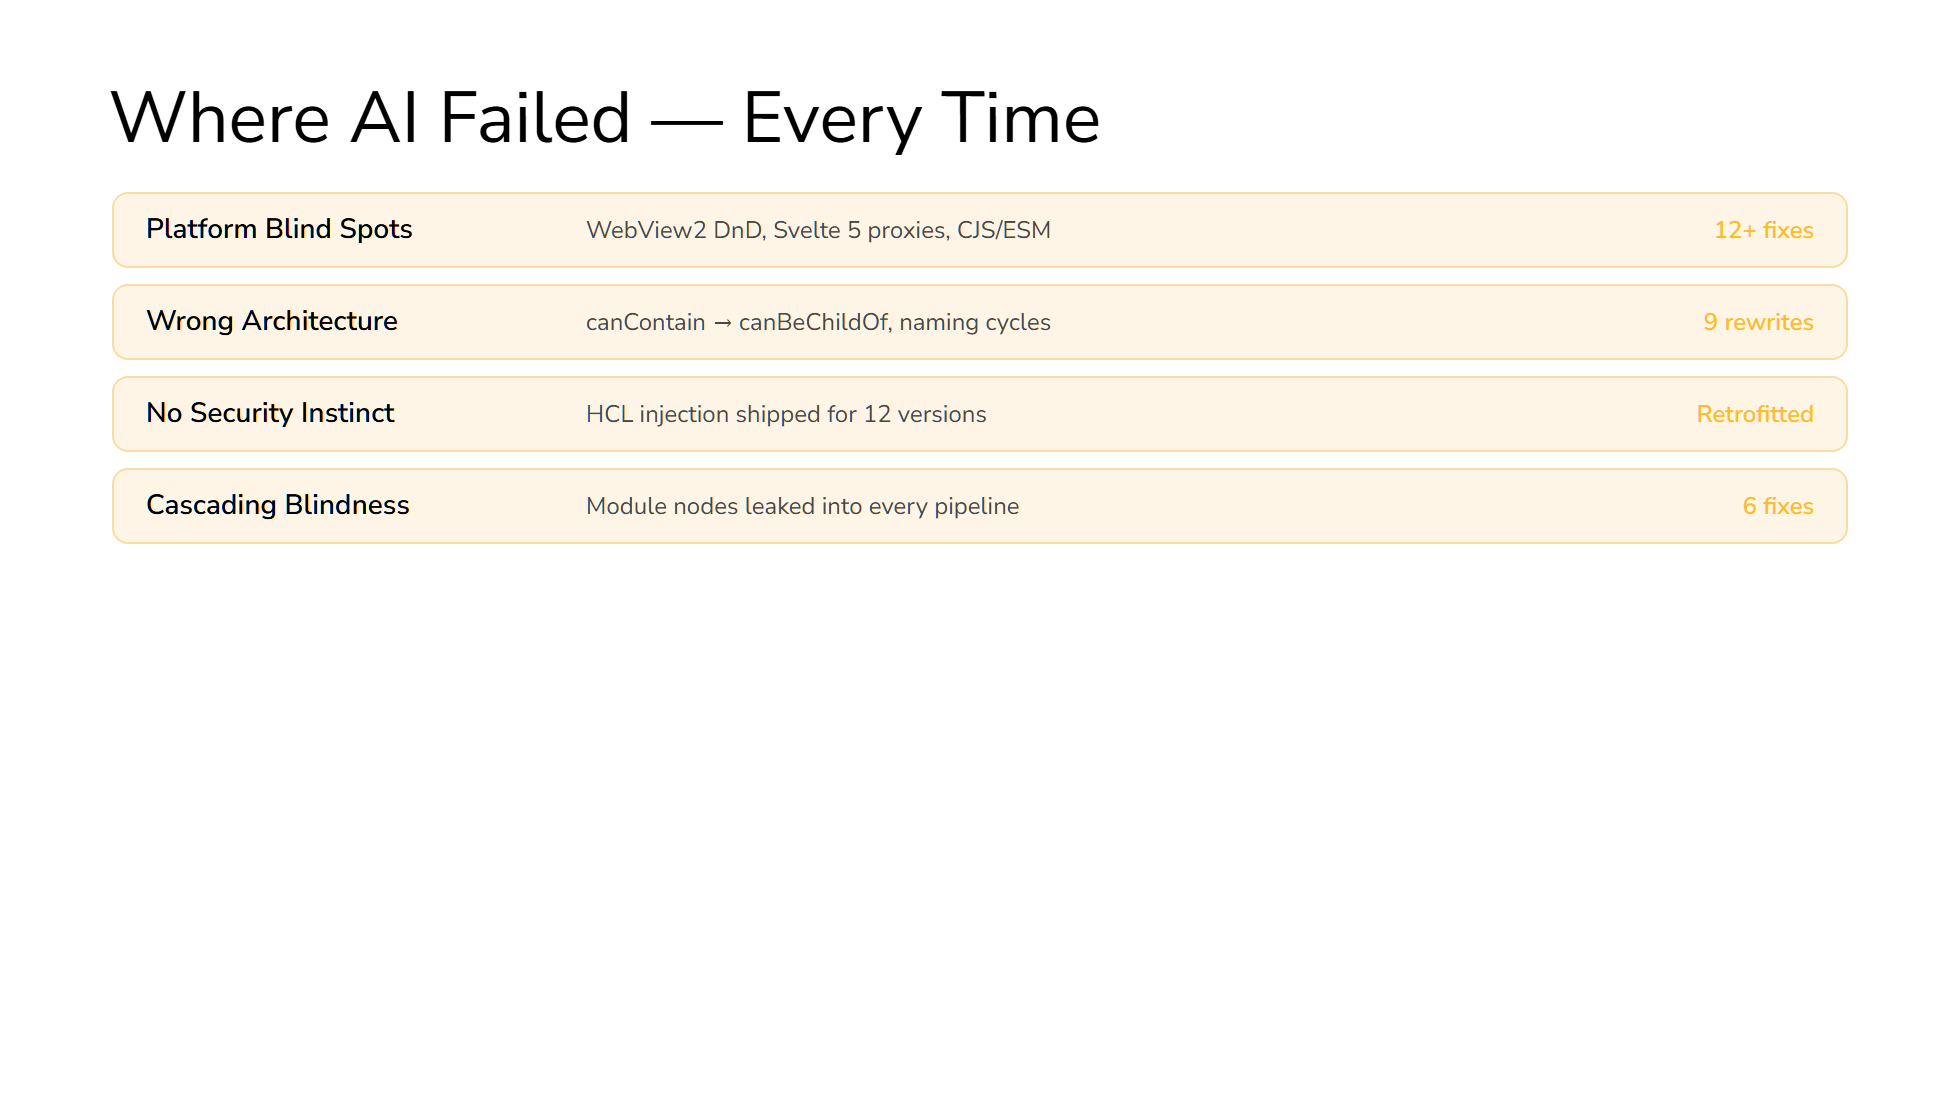 Where AI Failed — Every Time
Platform Blind Spots WebView2 DnD, Svelte 5 proxies, CJS/ESM 12+ fixes
Wrong Architecture canContain → canBeChildOf, naming cycles 9 rewrites
No Security Instinct HCL injection shipped for 12 versions Retrofitted
Cascading Blindness Module nodes leaked into every pipeline 6 fixes